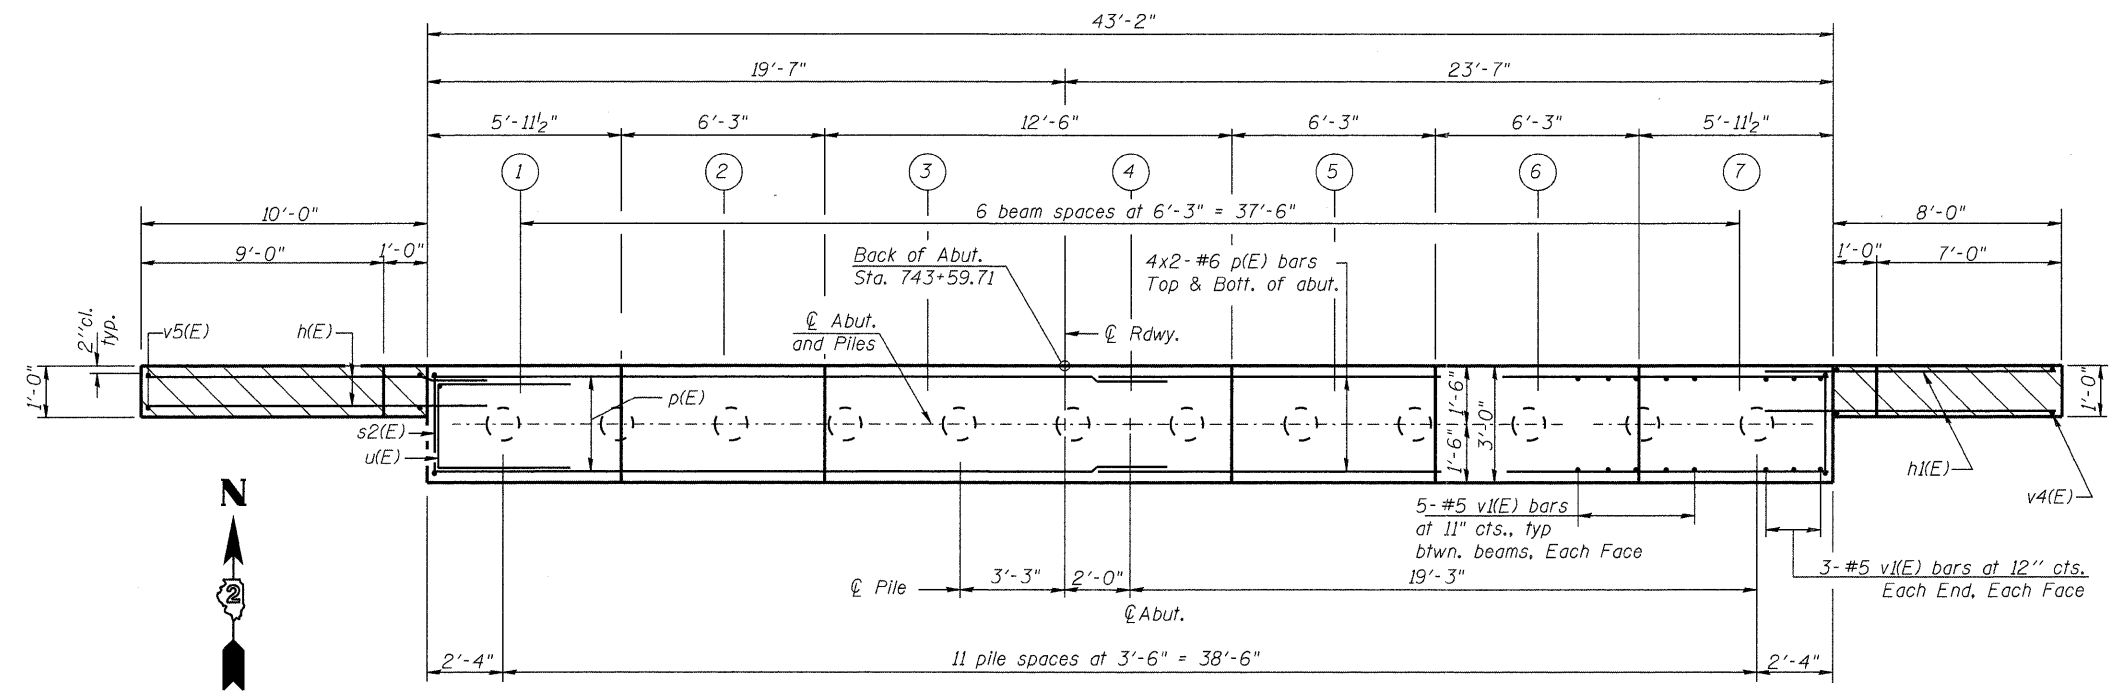 43'-2"
19'-7" 23'-7"
5'-11½" 6'-3" 12'-6" 6'-3" 6'-3" 5'-11½"
1 2 3 4 5 6 7
10'-0" 6 beam spaces at 6'-3" = 37'-6" 8'-0"
9'-0" 1'-0" 1'-0" 7'-0"
Back of Abut.
Sta. 743+59.71
4x2-#6 p(E) bars
Top & Bott. of abut.
2" cl.
typ.
v5(E) h(E)
℄ Abut.
and Piles
℄ Rdwy.
1'-0"
p(E)
s2(E)
u(E)
1'-6"
1'-6"
3'-0"
1'-0"
h1(E)
v4(E)
N
2
5-#5 v1(E) bars
at 11" cts., typ
btwn. beams, Each Face
3-#5 v1(E) bars at 12" cts.
Each End, Each Face
℄ Pile 3'-3" 2'-0" 19'-3"
℄ Abut.
2'-4" 11 pile spaces at 3'-6" = 38'-6" 2'-4"